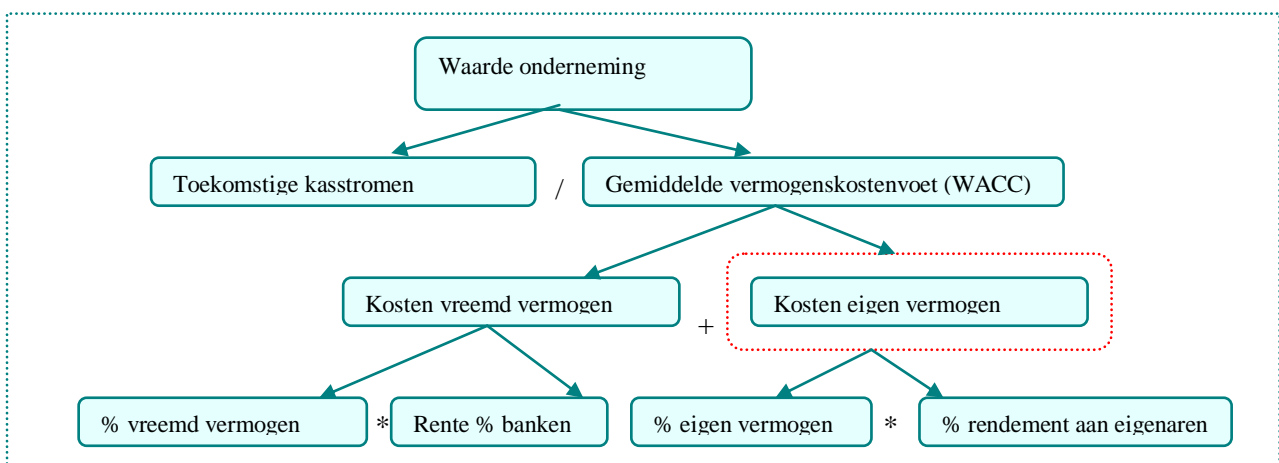 Waarde onderneming
Toekomstige kasstromen / Gemiddelde vermogenskostenvoet (WACC)
Kosten vreemd vermogen + Kosten eigen vermogen
% vreemd vermogen * Rente % banken % eigen vermogen * % rendement aan eigenaren